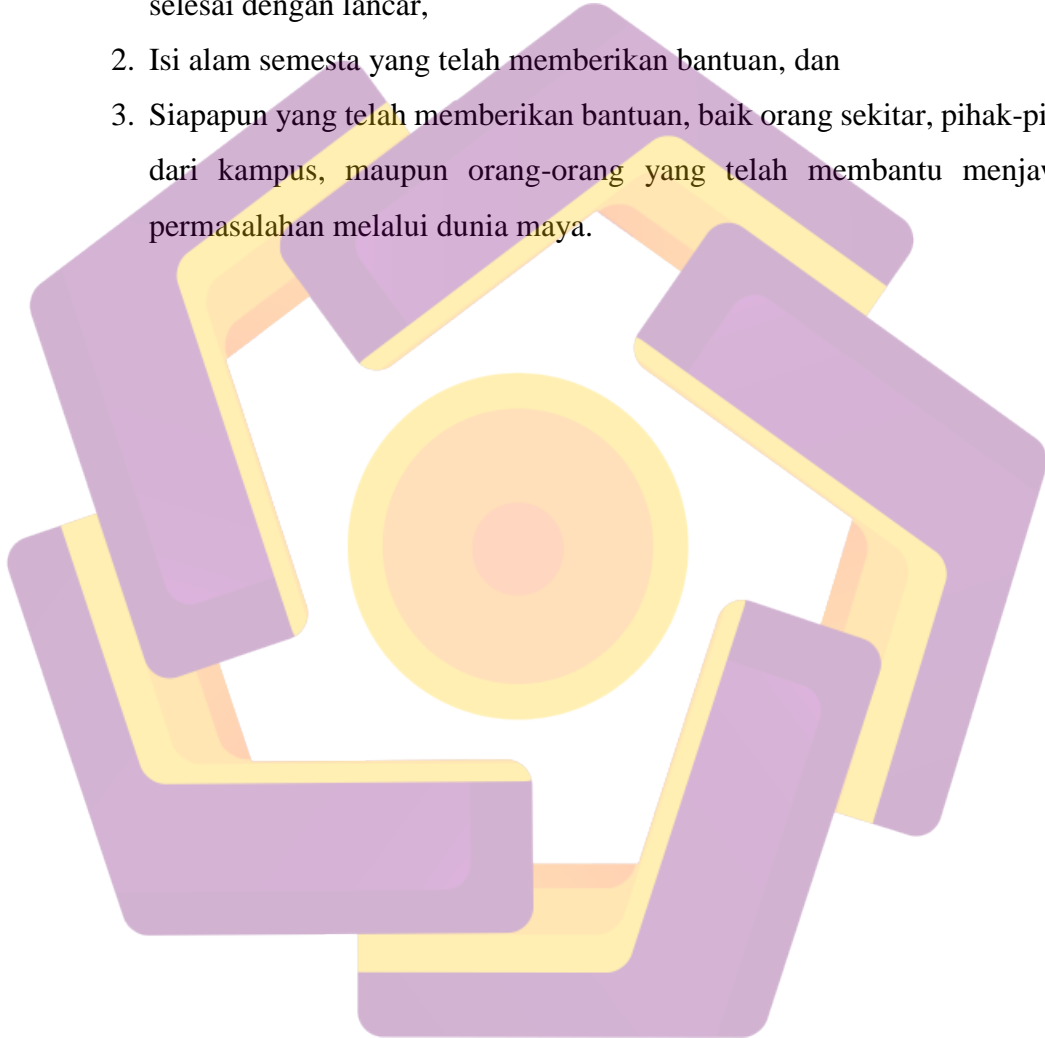 selesai dengan lancar,
2. Isi alam semesta yang telah memberikan bantuan, dan
3. Siapapun yang telah memberikan bantuan, baik orang sekitar, pihak-pi
dari kampus, maupun orang-orang yang telah membantu menjav
permasalahan melalui dunia maya.